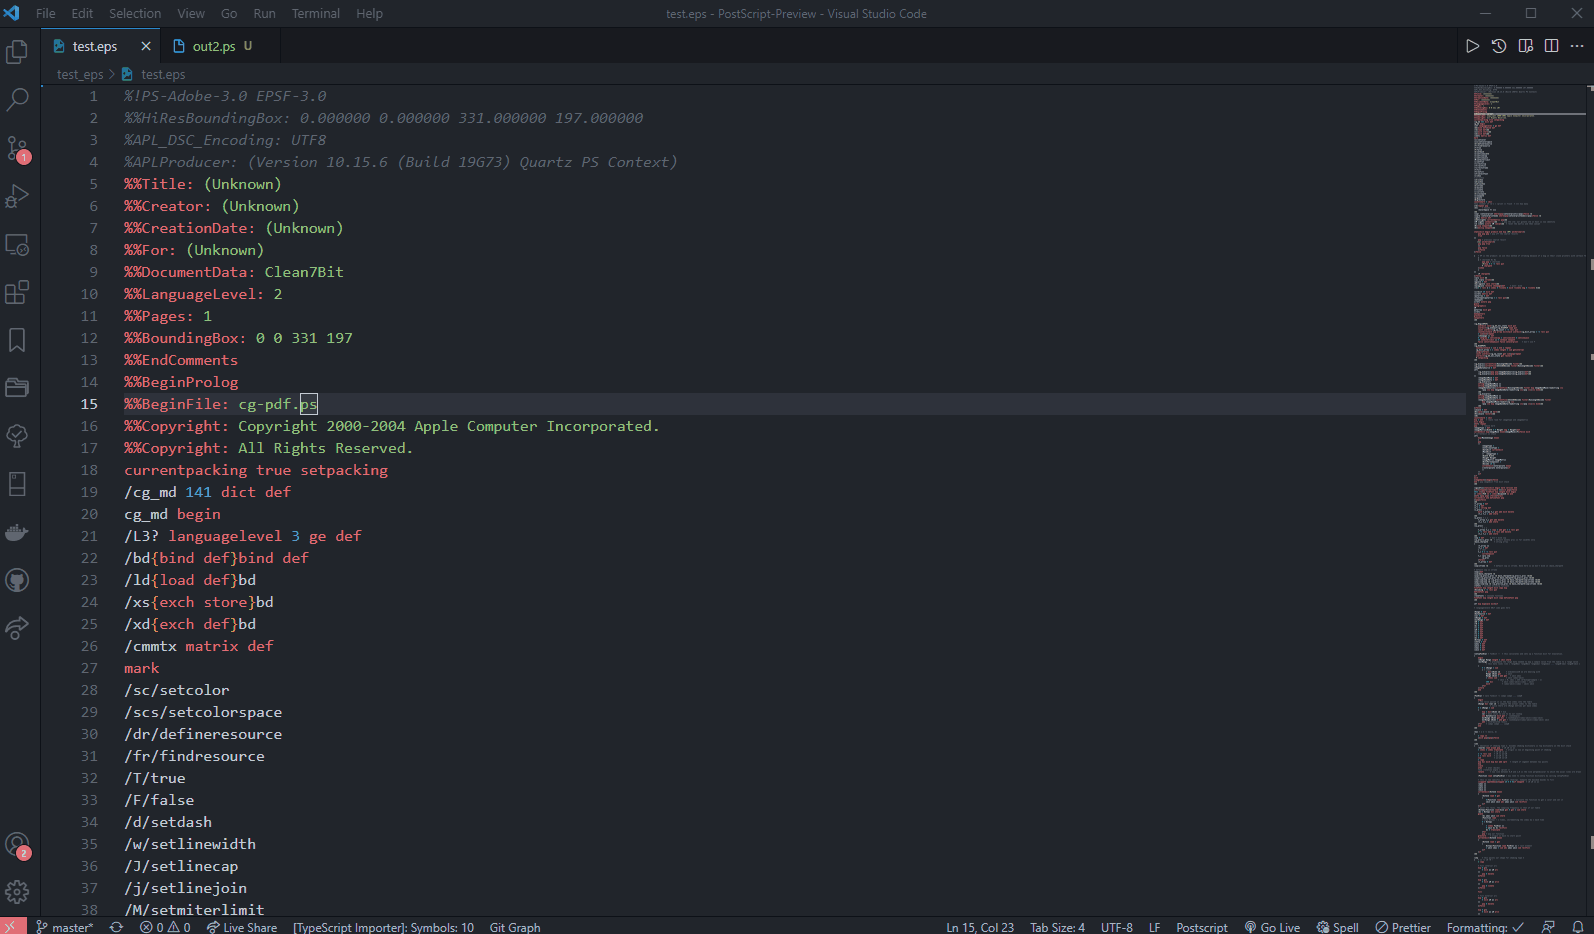 File Edit Selection View Go Run Terminal Help test.eps - PostScript-Preview - Visual Studio Code
test.eps out2.ps U
test_eps > test.eps
1 %!PS-Adobe-3.0 EPSF-3.0
2 %%HiResBoundingBox: 0.000000 0.000000 331.000000 197.000000
3 %APL_DSC_Encoding: UTF8
4 %APLProducer: (Version 10.15.6 (Build 19G73) Quartz PS Context)
5 %%Title: (Unknown)
6 %%Creator: (Unknown)
7 %%CreationDate: (Unknown)
8 %%For: (Unknown)
9 %%DocumentData: Clean7Bit
10 %%LanguageLevel: 2
11 %%Pages: 1
12 %%BoundingBox: 0 0 331 197
13 %%EndComments
14 %%BeginProlog
15 %%BeginFile: cg-pdf.ps
16 %%Copyright: Copyright 2000-2004 Apple Computer Incorporated.
17 %%Copyright: All Rights Reserved.
18 currentpacking true setpacking
19 /cg_md 141 dict def
20 cg_md begin
21 /L3? languagelevel 3 ge def
22 /bd{bind def}bind def
23 /ld{load def}bd
24 /xs{exch store}bd
25 /xd{exch def}bd
26 /cmmtx matrix def
27 mark
28 /sc/setcolor
29 /scs/setcolorspace
30 /dr/defineresource
31 /fr/findresource
32 /T/true
33 /F/false
34 /d/setdash
35 /w/setlinewidth
36 /J/setlinecap
37 /j/setlinejoin
38 /M/setmiterlimit
1
2
master* 0 0 Live Share [TypeScript Importer]: Symbols: 10 Git Graph Ln 15, Col 23 Tab Size: 4 UTF-8 LF Postscript Go Live Spell Prettier Formatting: ✓